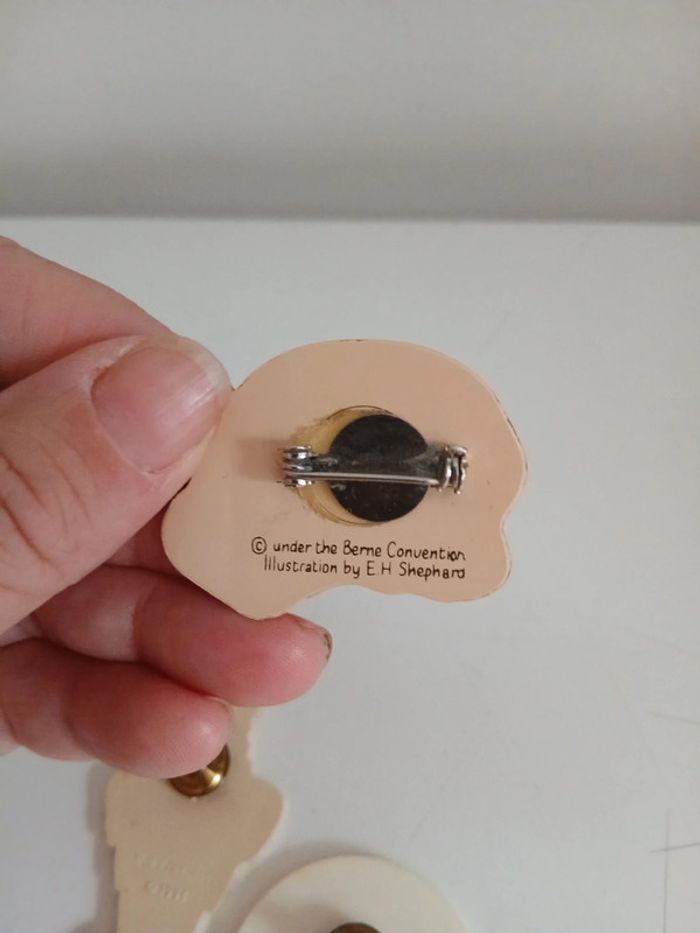 © under the Berne Convention
Illustration by E.H Shephard